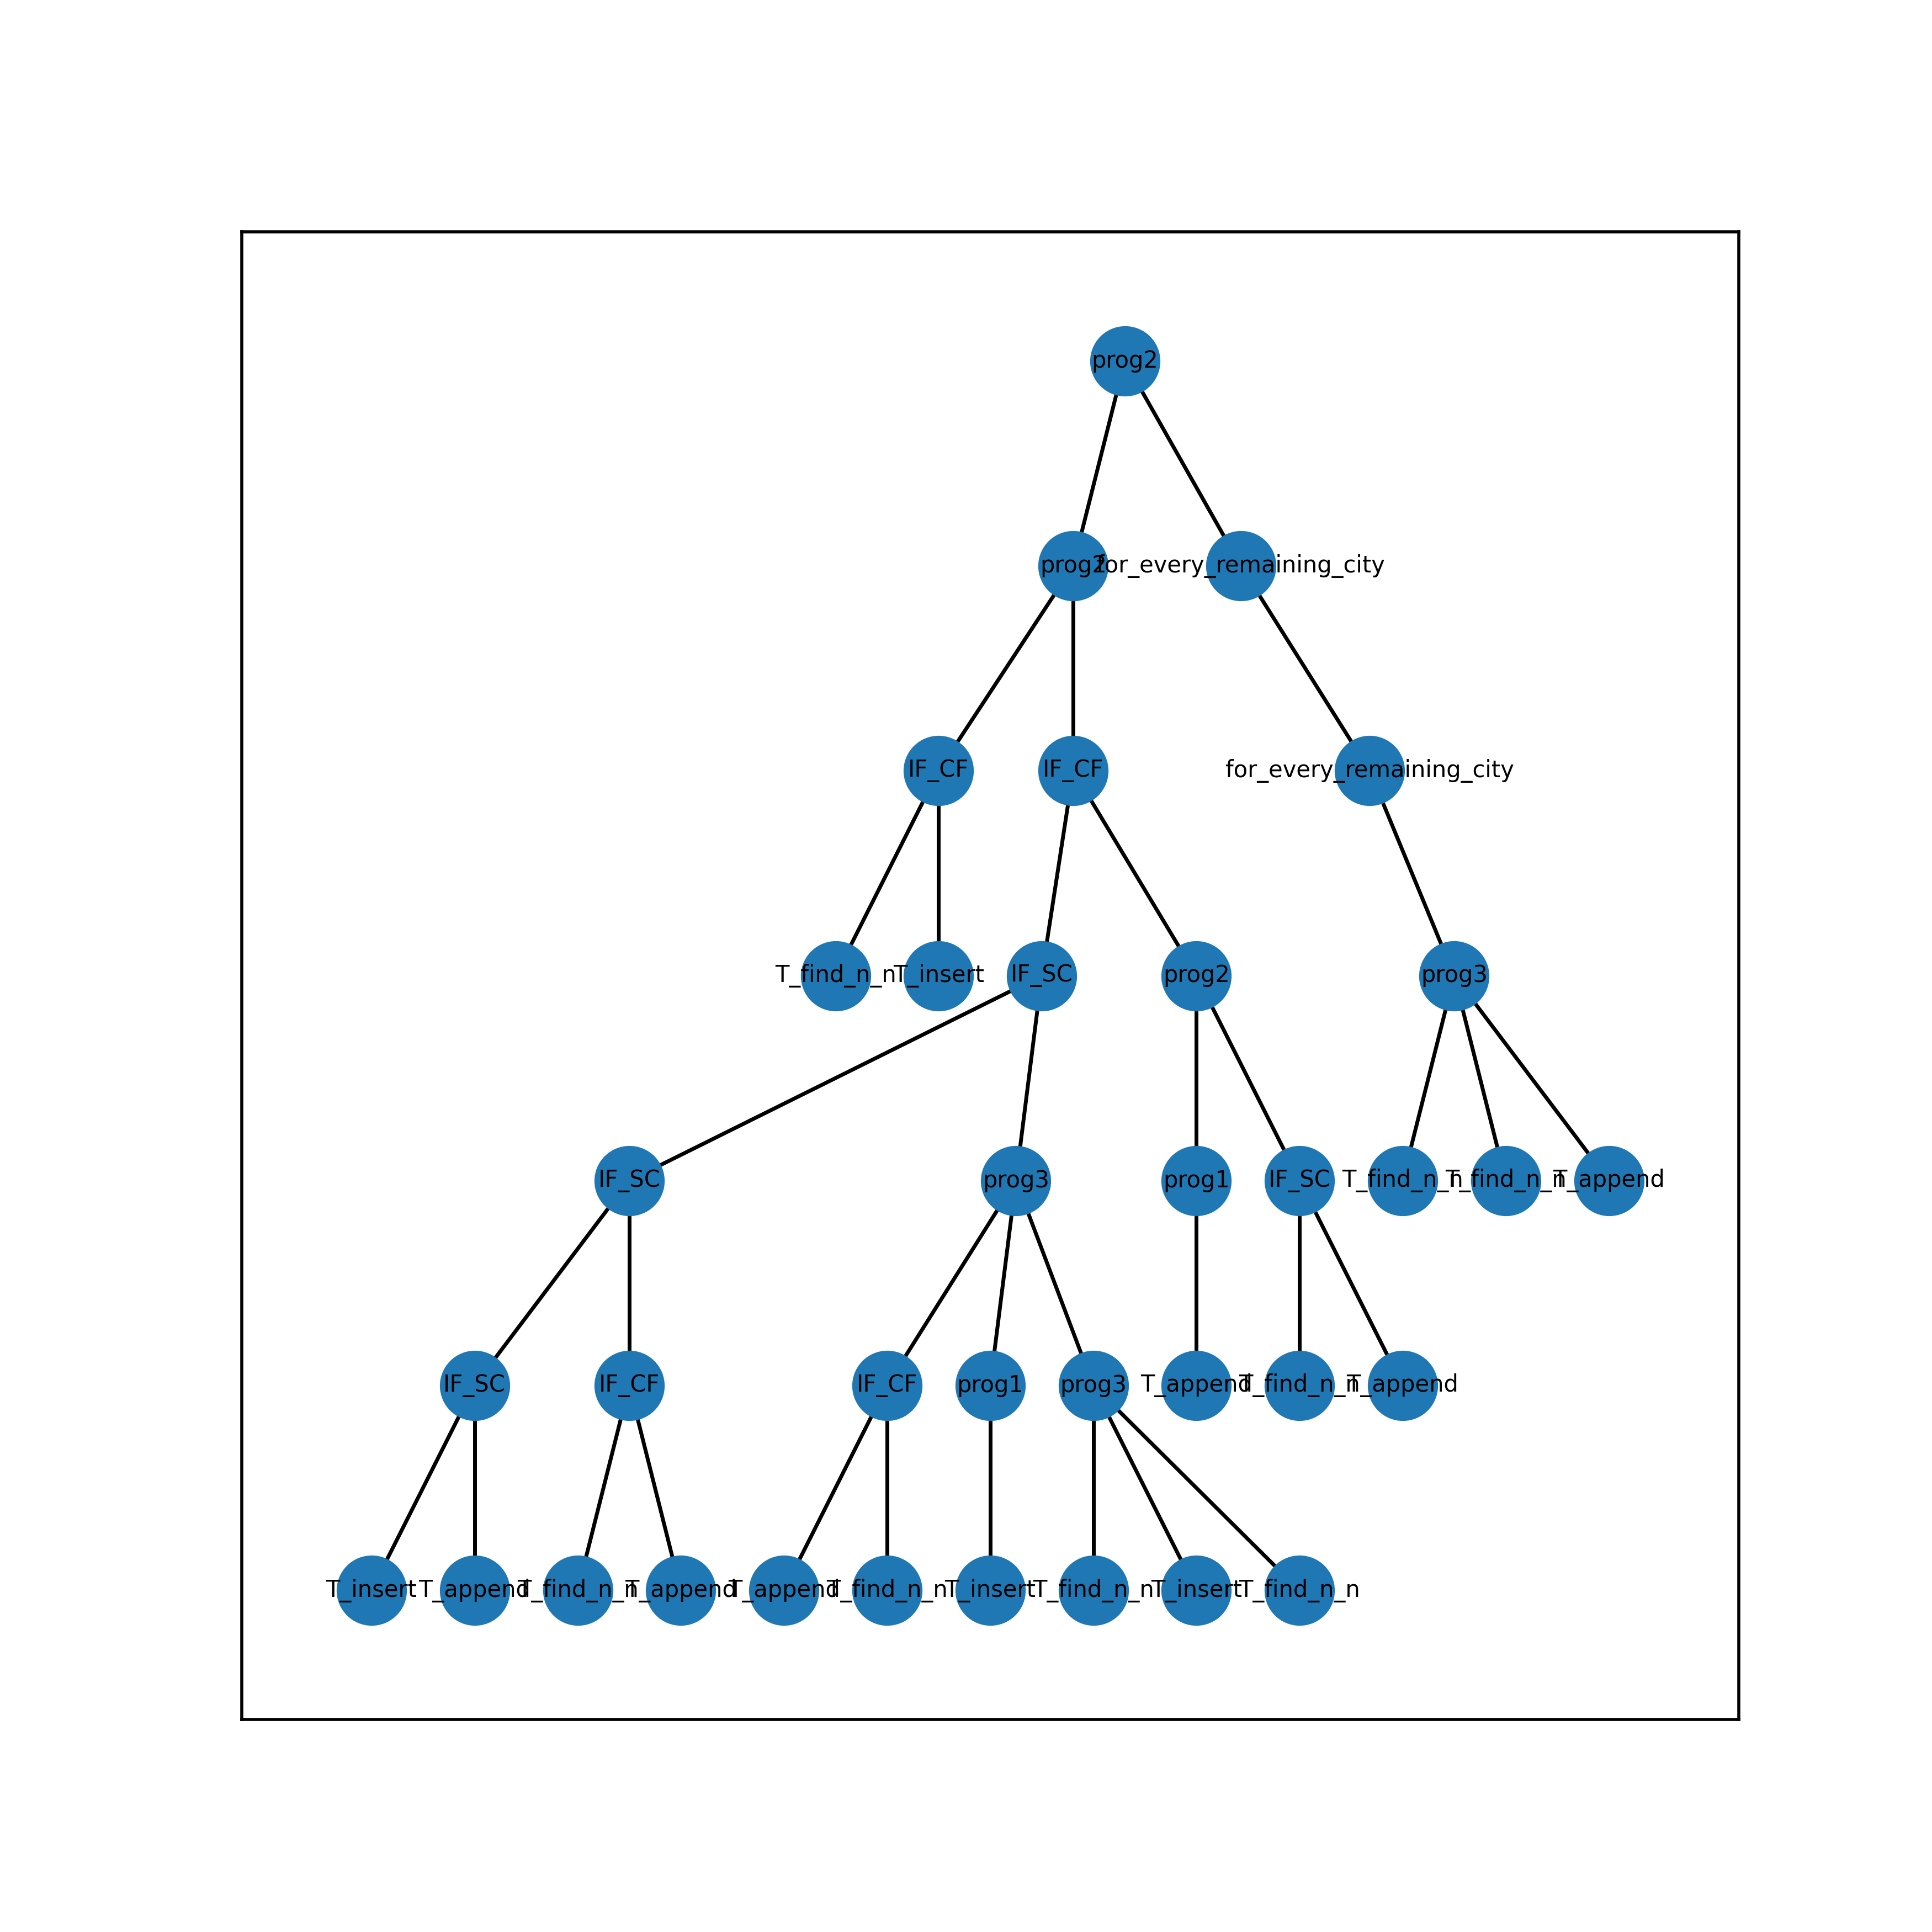 prog2
prog2
for_every_remaining_city
IF_CF
IF_CF
for_every_remaining_city
T_find_n_n
T_insert
IF_SC
prog2
prog3
IF_SC
prog3
prog1
IF_SC
T_find_n_n
T_find_n_n
T_append
IF_SC
IF_CF
IF_CF
prog1
prog3
T_append
T_find_n_n
T_append
T_insert
T_append
T_find_n_n
T_append
T_append
T_find_n_n
T_insert
T_find_n_n
T_insert
T_find_n_n